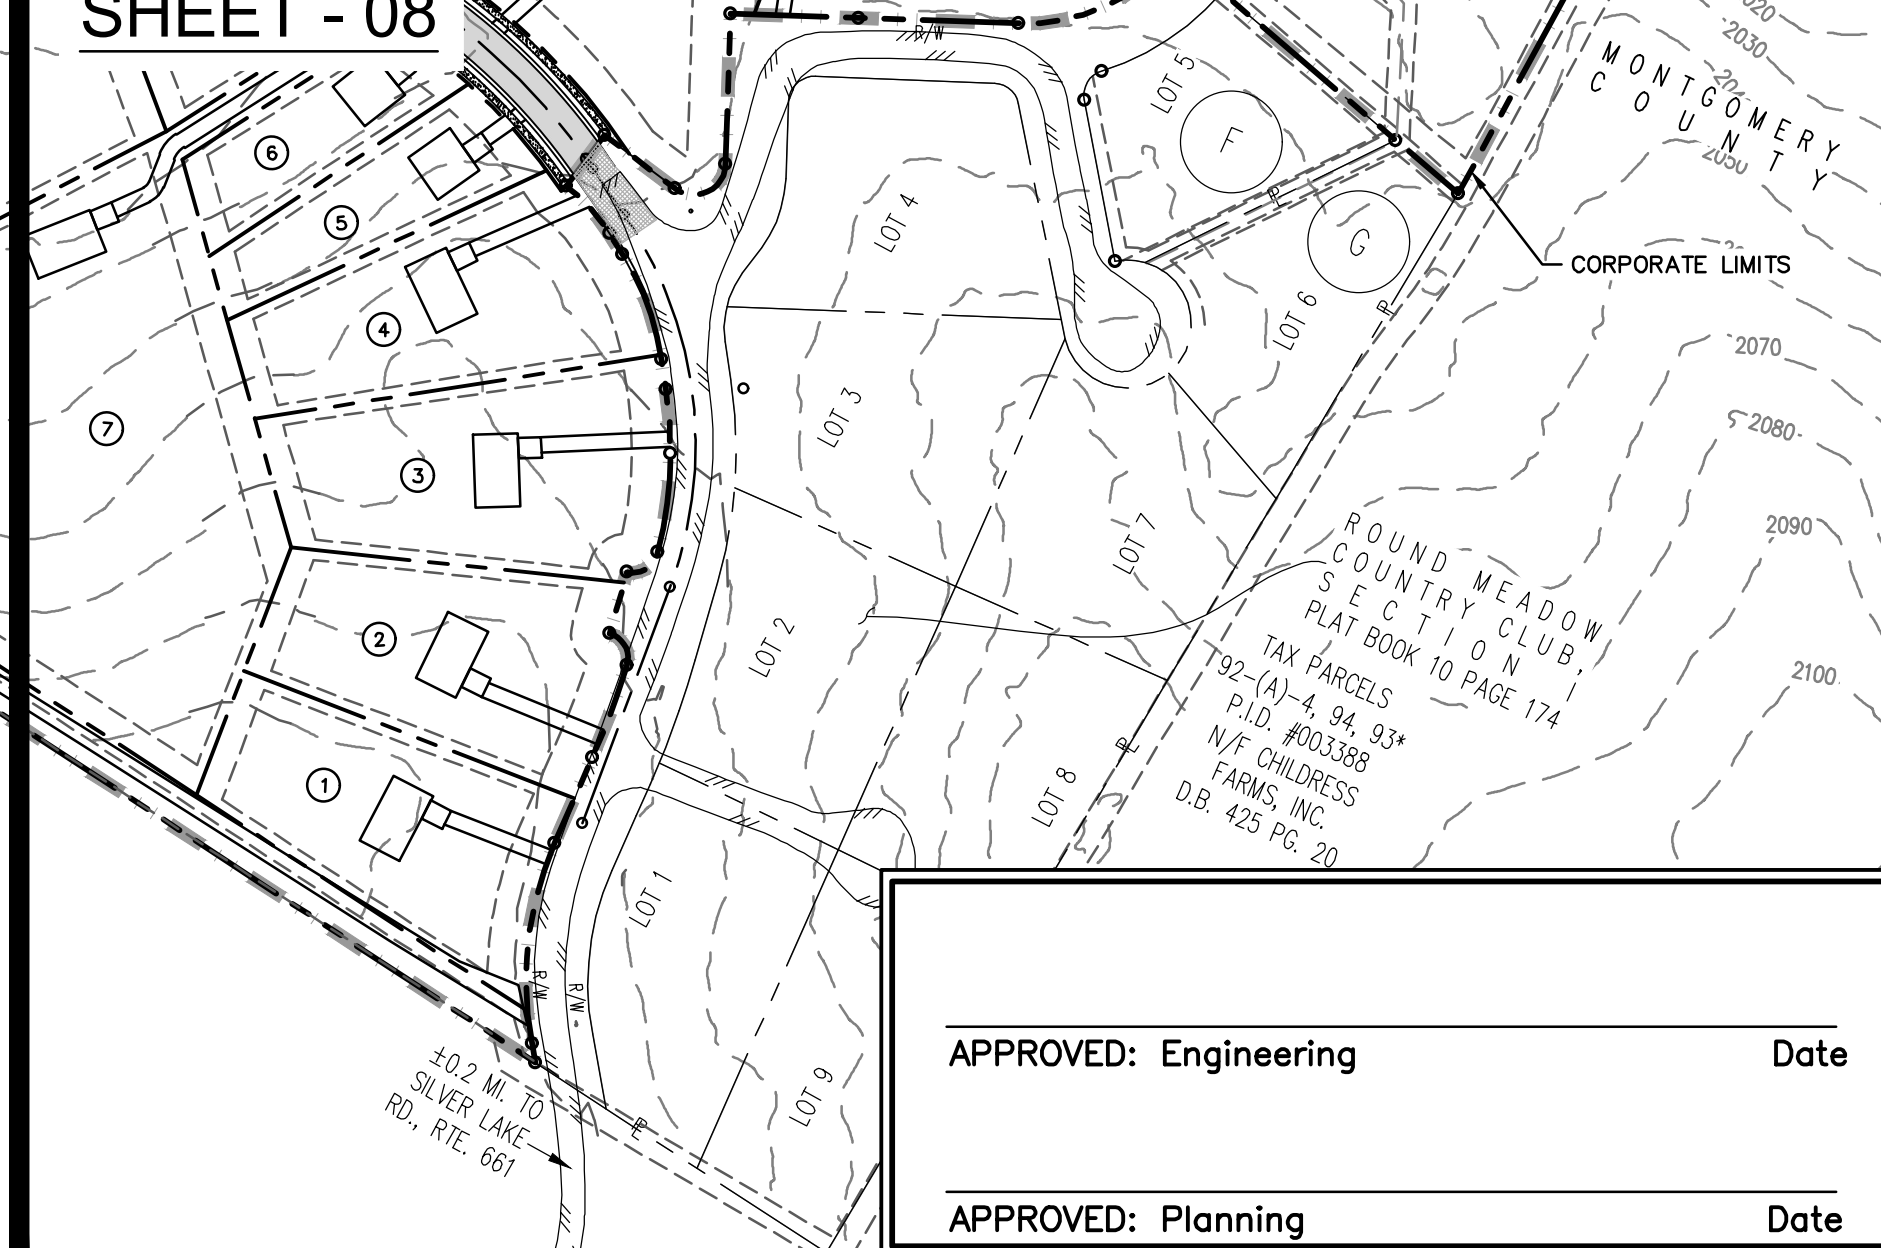 SHEET - 08
R/W
2020
2030
MONTGOMERY
COUNTY
2050
LOT 5
F
6
5
LOT 4
G
CORPORATE LIMITS
4
LOT 6
2070
7
LOT 3
3
2080
2090
LOT 7
ROUND MEADOW
COUNTRY CLUB,
SECTION I
PLAT BOOK 10 PAGE 174
2
LOT 2
TAX PARCELS
92-(A)-4, 94, 93*
P.I.D. #003388
N/F CHILDRESS
FARMS, INC.
D.B. 425 PG. 20
2100
1
LOT 8
LOT 1
R/W
R/W
LOT 9
±0.2 MI. TO
SILVER LAKE
RD., RTE. 661
APPROVED: Engineering Date
APPROVED: Planning Date